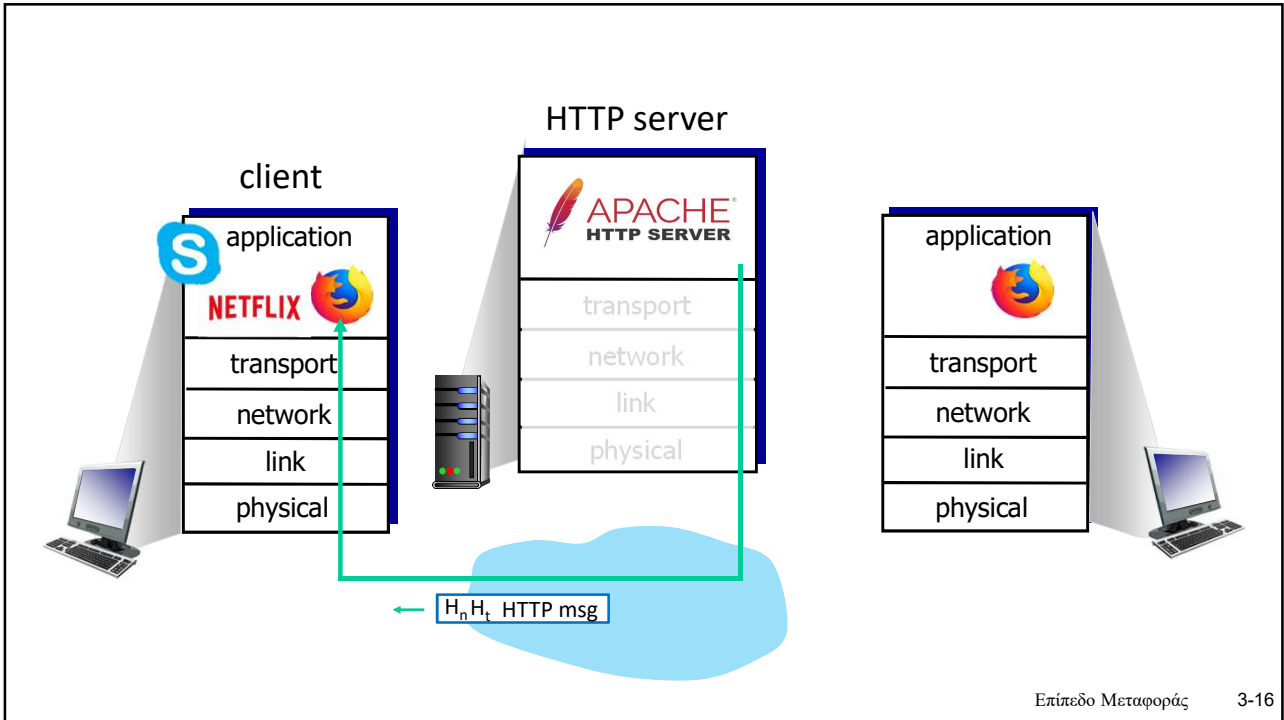 HTTP server
client
APACHE®
HTTP SERVER
S
application
NETFLIX
transport
network
link
physical
transport
network
link
physical
application
transport
network
link
physical
HₙHₜ HTTP msg
Επίπεδο Μεταφοράς 3-16